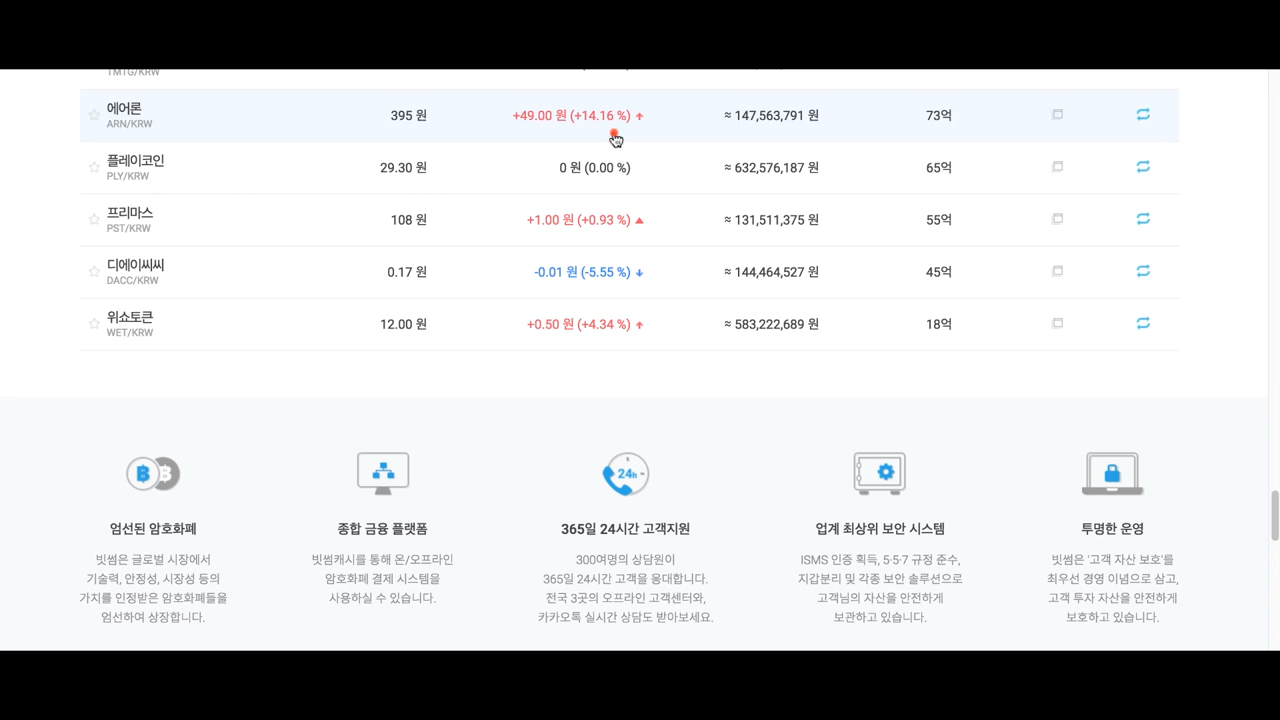 TMTG/KRW
에어론 395 원 +49.00 원 (+14.16 %) ↑ ≈ 147,563,791 원 73억
ARN/KRW
플레이코인 29.30 원 0 원 (0.00 %) ≈ 632,576,187 원 65억
PLY/KRW
프리마스 108 원 +1.00 원 (+0.93 %) ▲ ≈ 131,511,375 원 55억
PST/KRW
디에이씨씨 0.17 원 -0.01 원 (-5.55 %) ↓ ≈ 144,464,527 원 45억
DACC/KRW
위쇼토큰 12.00 원 +0.50 원 (+4.34 %) ↑ ≈ 583,222,689 원 18억
WET/KRW
24h
엄선된 암호화폐
빗썸은 글로벌 시장에서
기술력, 안정성, 시장성 등의
가치를 인정받은 암호화폐들을
엄선하여 상장합니다.
종합 금융 플랫폼
빗썸캐시를 통해 온/오프라인
암호화폐 결제 시스템을
사용하실 수 있습니다.
365일 24시간 고객지원
300여명의 상담원이
365일 24시간 고객을 응대합니다.
전국 3곳의 오프라인 고객센터와,
카카오톡 실시간 상담도 받아보세요.
업계 최상위 보안 시스템
ISMS 인증 획득, 5·5·7 규정 준수,
지갑분리 및 각종 보안 솔루션으로
고객님의 자산을 안전하게
보관하고 있습니다.
투명한 운영
빗썸은 '고객 자산 보호'를
최우선 경영 이념으로 삼고,
고객 투자 자산을 안전하게
보호하고 있습니다.